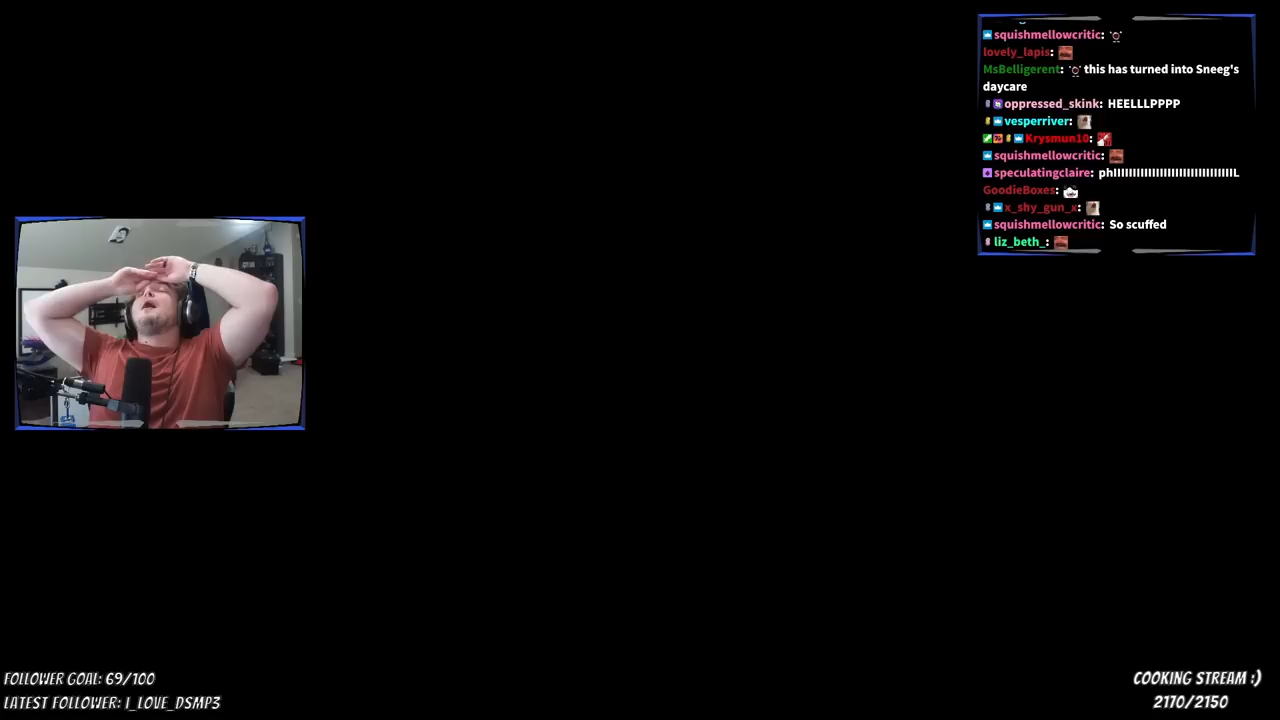 squishmellowcritic:
lovely_lapis:
MsBelligerent: this has turned into Sneeg's
daycare
oppressed_skink: HEELLLPPPP
vesperriver:
Krysmun10:
squishmellowcritic:
speculatingclaire: phIIIIIIIIIIIIIIIIIIIIIIIIIIIIIIIL
GoodieBoxes:
x_shy_gun_x:
squishmellowcritic: So scuffed
liz_beth_:
FOLLOWER GOAL: 69/100
LATEST FOLLOWER: I_LOVE_DSMP3
COOKING STREAM :)
2170/2150